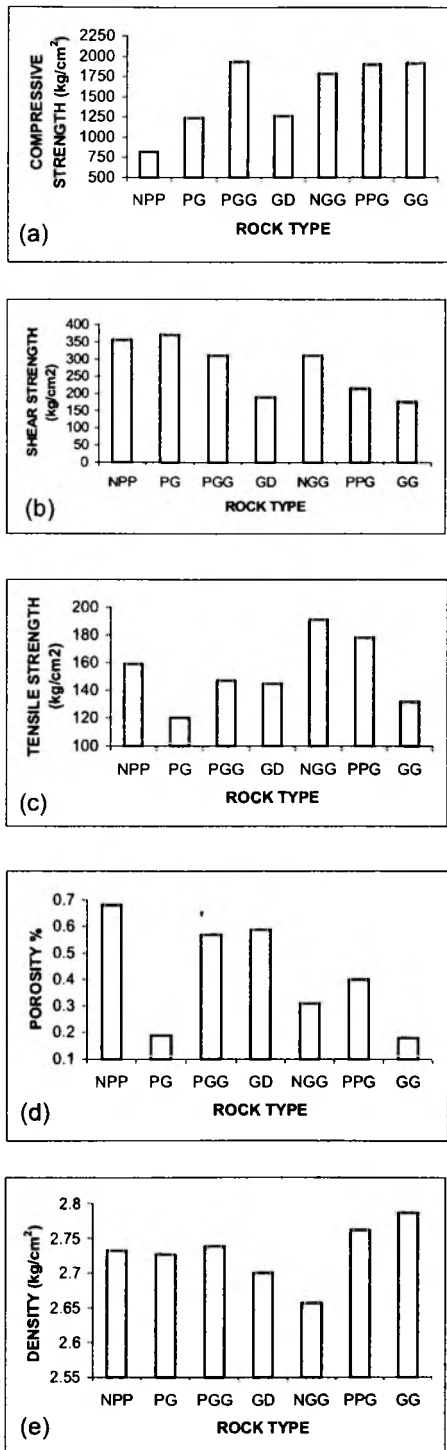 COMPRESSIVE
STRENGTH (kg/cm²)
2250
2000
1750
1500
1250
1000
750
500
NPP PG PGG GD NGG PPG GG
ROCK TYPE
(a)
SHEAR STRENGTH
(kg/cm2)
400
350
300
250
200
150
100
50
0
NPP PG PGG GD NGG PPG GG
ROCK TYPE
(b)
TENSILE STRENGTH
(kg/cm2)
200
180
160
140
120
100
NPP PG PGG GD NGG PPG GG
ROCK TYPE
(c)
POROSITY %
0.7
0.6
0.5
0.4
0.3
0.2
0.1
NPP PG PGG GD NGG PPG GG
ROCK TYPE
(d)
DENSITY (kg/cm²)
2.8
2.75
2.7
2.65
2.6
2.55
NPP PG PGG GD NGG PPG GG
ROCK TYPE
(e)